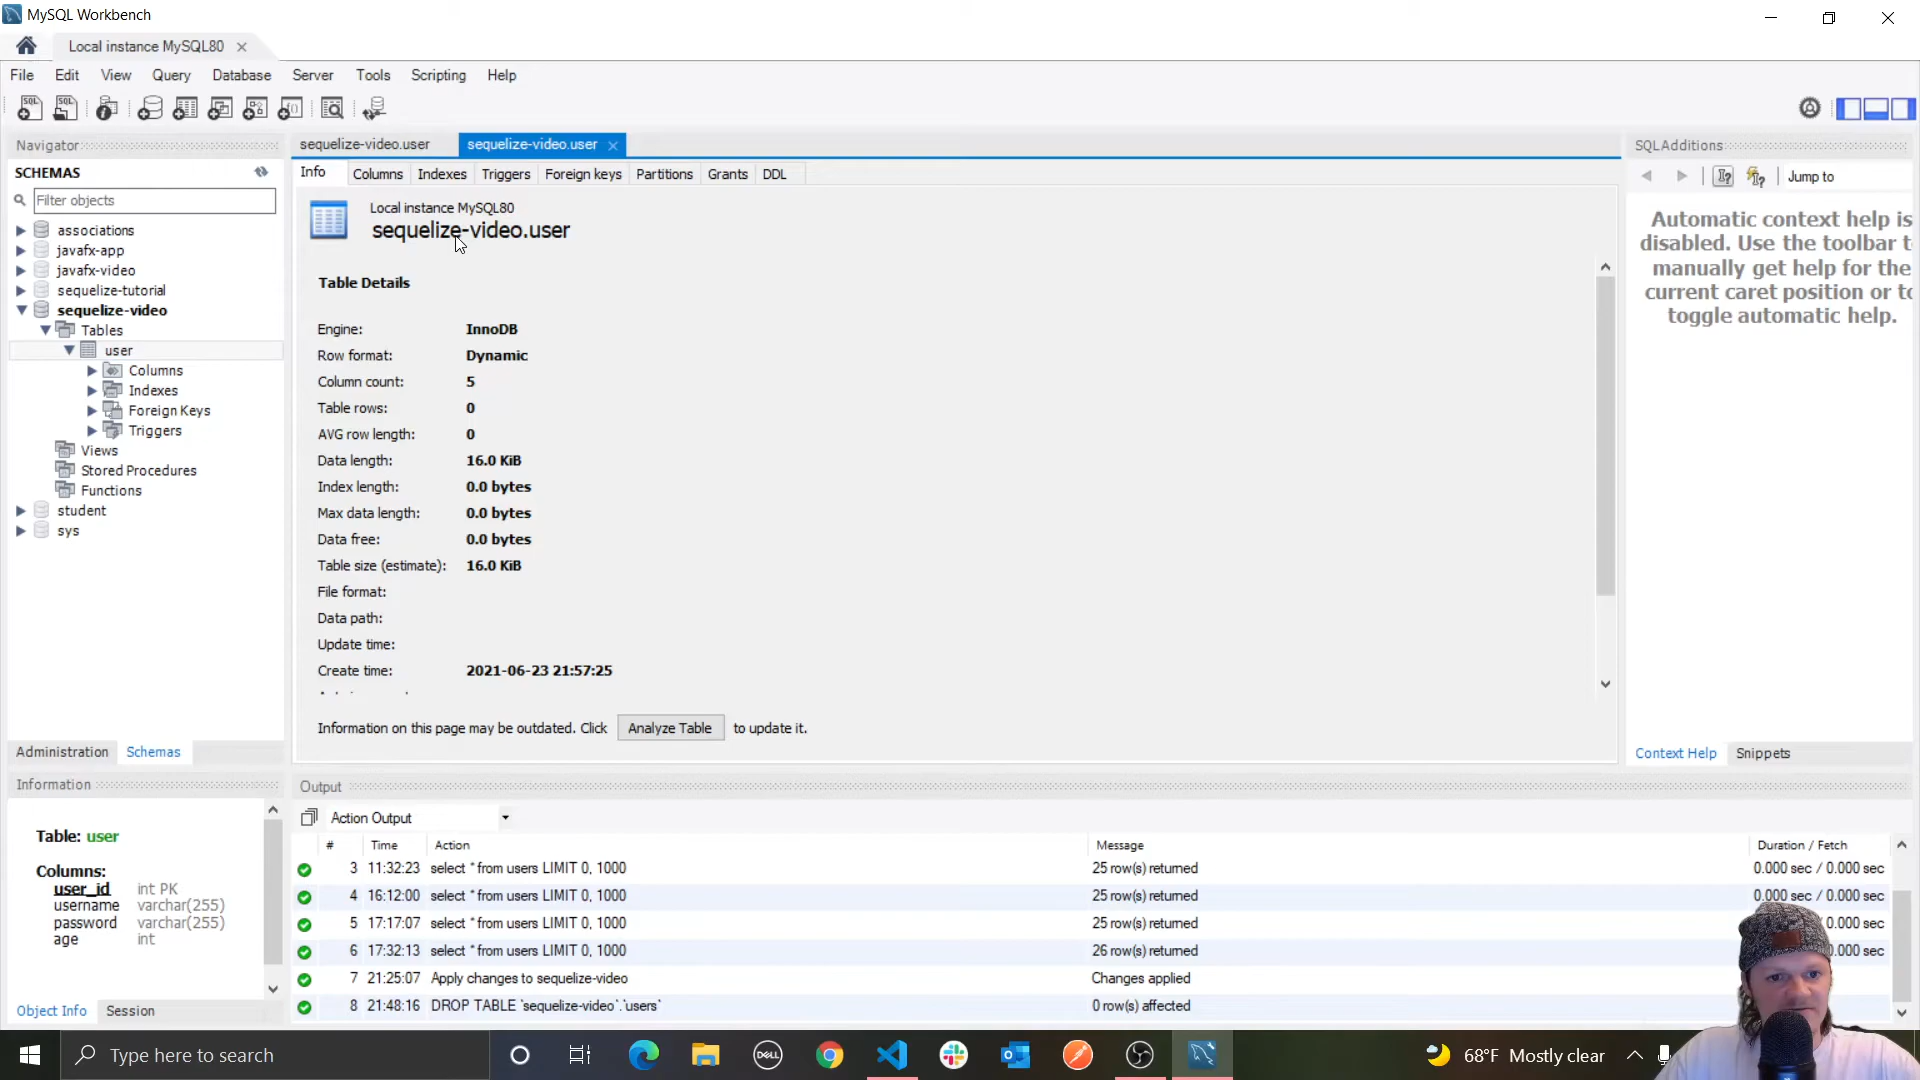 MySQL Workbench
Local instance MySQL80
File Edit View Query Database Server Tools Scripting Help
Navigator
SCHEMAS
Filter objects
associations
javafx-app
javafx-video
sequelize-tutorial
sequelize-video
Tables
user
Columns
Indexes
Foreign Keys
Triggers
Views
Stored Procedures
Functions
student
sys
Administration Schemas
Information
Table: user
Columns:
user_id int PK
username varchar(255)
password varchar(255)
age int
Object Info Session
sequelize-video.user sequelize-video.user
Info Columns Indexes Triggers Foreign keys Partitions Grants DDL
Local instance MySQL80
sequelize-video.user
Table Details
Engine: InnoDB
Row format: Dynamic
Column count: 5
Table rows: 0
AVG row length: 0
Data length: 16.0 KiB
Index length: 0.0 bytes
Max data length: 0.0 bytes
Data free: 0.0 bytes
Table size (estimate): 16.0 KiB
File format:
Data path:
Update time:
Create time: 2021-06-23 21:57:25
Information on this page may be outdated. Click Analyze Table to update it.
SQLAdditions
Jump to
Automatic context help is
disabled. Use the toolbar t
manually get help for the
current caret position or to
toggle automatic help.
Context Help Snippets
Output
Action Output
# Time Action Message Duration / Fetch
3 11:32:23 select * from users LIMIT 0, 1000 25 row(s) returned 0.000 sec / 0.000 sec
4 16:12:00 select * from users LIMIT 0, 1000 25 row(s) returned 0.000 sec / 0.000 sec
5 17:17:07 select * from users LIMIT 0, 1000 25 row(s) returned / 0.000 sec
6 17:32:13 select * from users LIMIT 0, 1000 26 row(s) returned 0.000 sec
7 21:25:07 Apply changes to sequelize-video Changes applied
8 21:48:16 DROP TABLE `sequelize-video`.`users` 0 row(s) affected
Type here to search
DELL
68°F Mostly clear